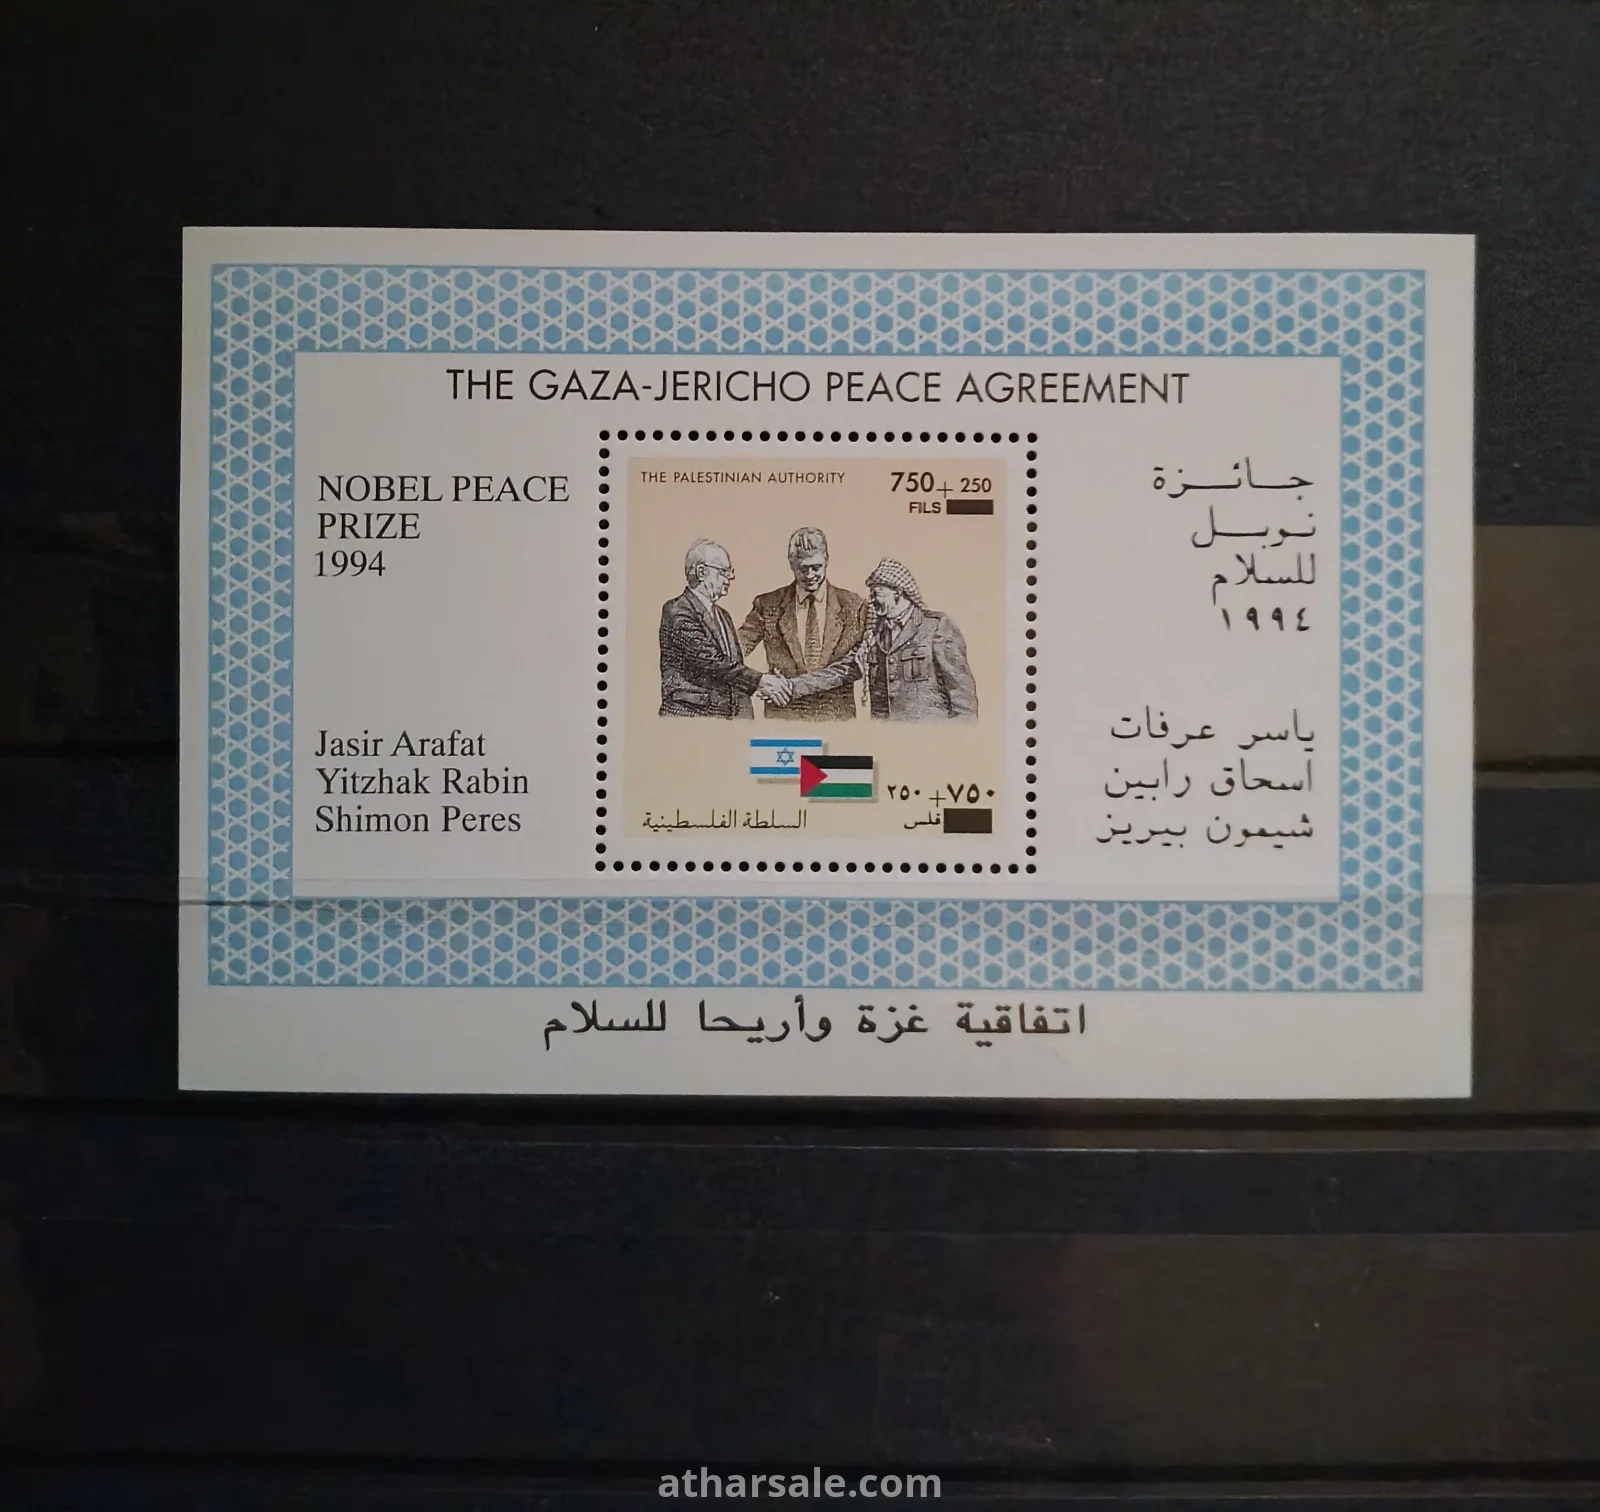 THE GAZA-JERICHO PEACE AGREEMENT
NOBEL PEACE
PRIZE
1994
Jasir Arafat
Yitzhak Rabin
Shimon Peres
THE PALESTINIAN AUTHORITY
750+ 250
FILS
٢٥٠ +٧٥٠
فلس
السلطة الفلسطينية
جـائـزة
نـوبـل
للسلام
١٩٩٤
ياسر عرفات
اسحاق رابين
شيمون بيريز
اتفاقية غزة وأريحا للسلام
atharsale.com